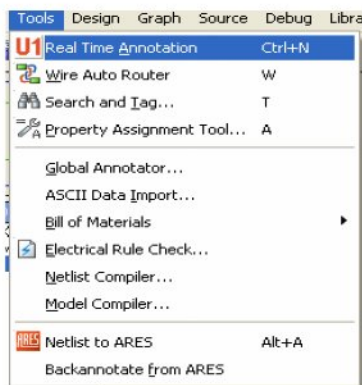 Tools Design Graph Source Debug Libra
U1 Real Time Annotation Ctrl+N
Wire Auto Router W
Search and Tag... T
Property Assignment Tool... A
Global Annotator...
ASCII Data Import...
Bill of Materials
Electrical Rule Check...
Netlist Compiler...
Model Compiler...
ARES Netlist to ARES Alt+A
Backannotate from ARES